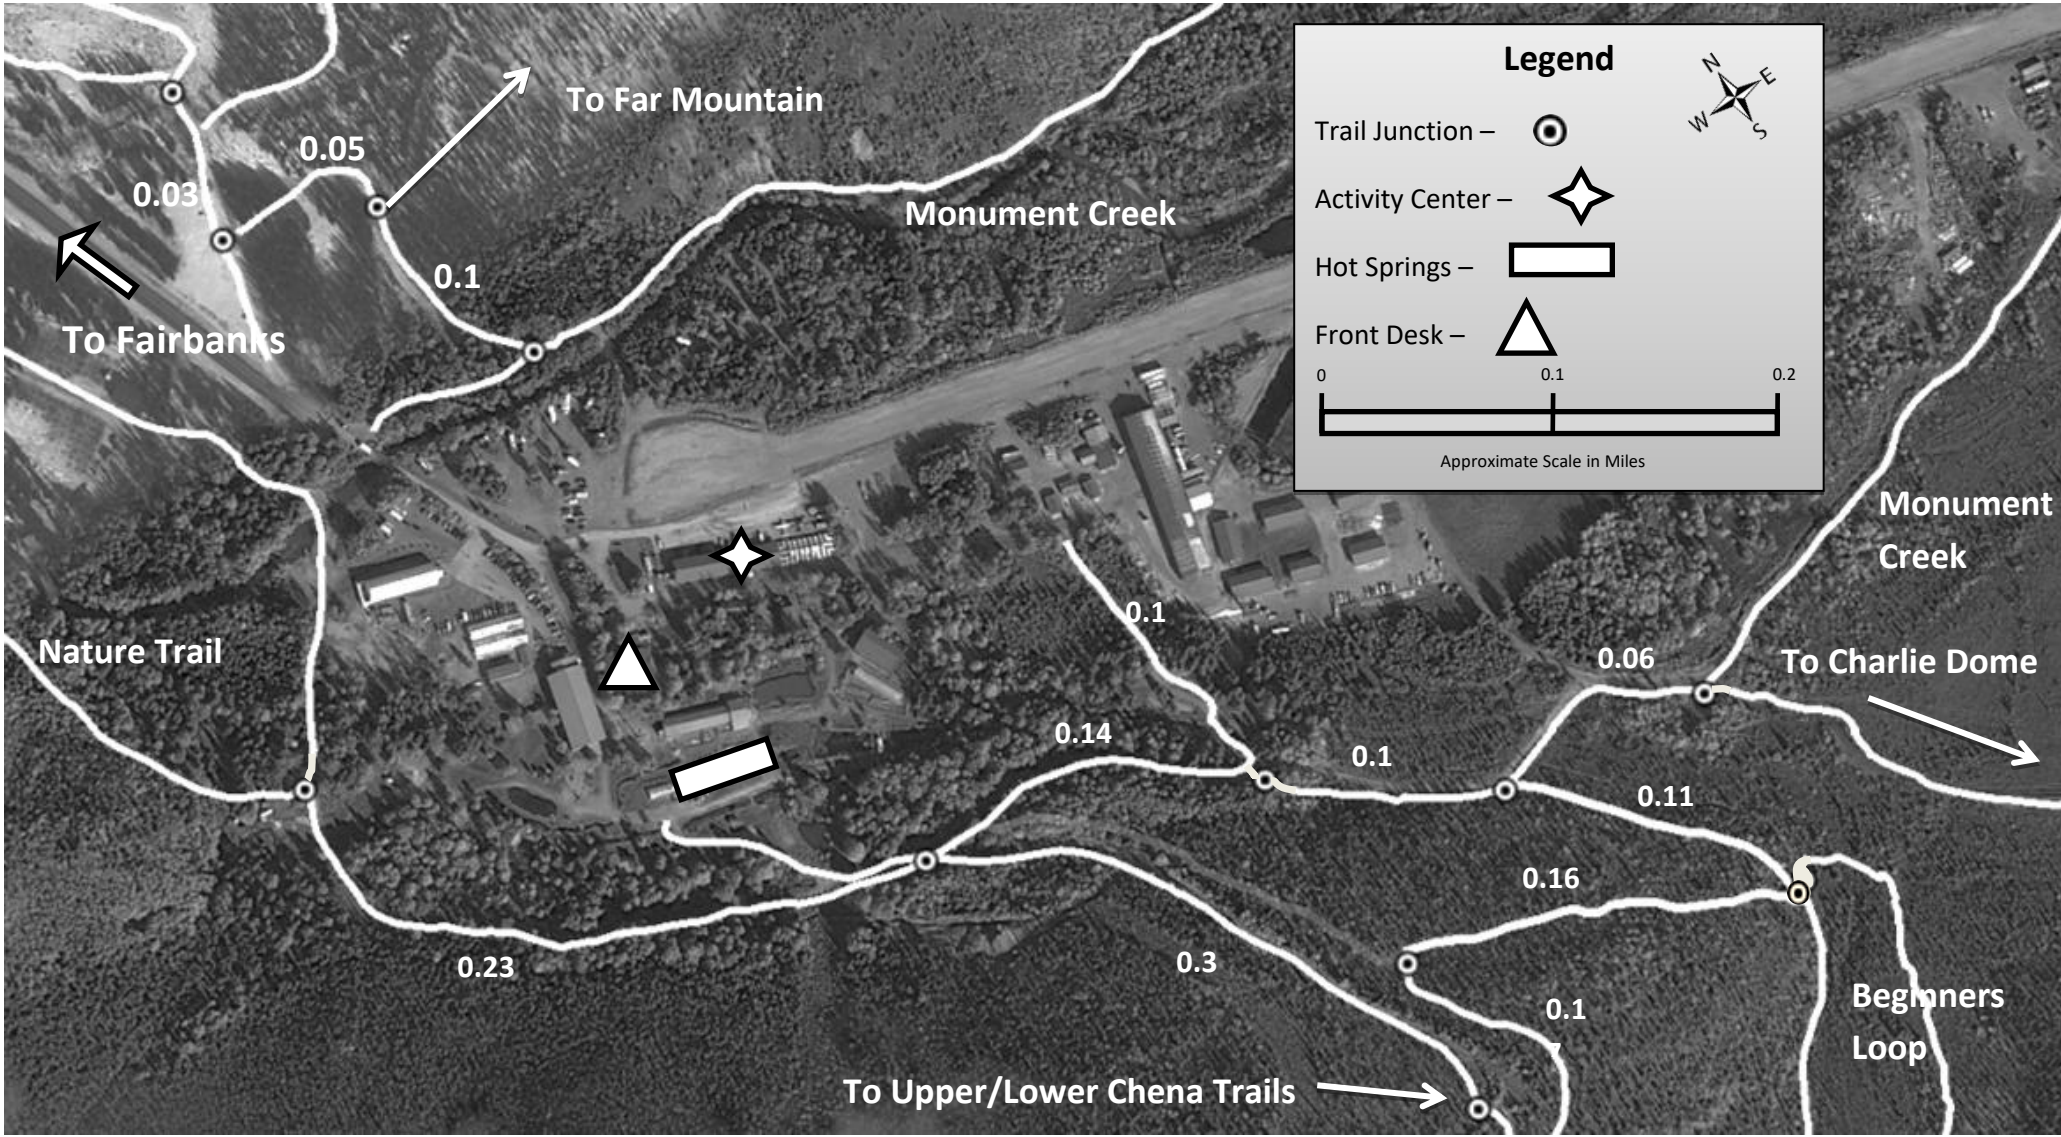 Legend
N
E
W
S
Trail Junction –
Activity Center –
Hot Springs –
Front Desk –
0
0.1
0.2
Approximate Scale in Miles
To Far Mountain
0.05
0.03
Monument Creek
0.1
To Fairbanks
Monument
Creek
0.1
Nature Trail
0.06
To Charlie Dome
0.14
0.1
0.11
0.16
0.23
0.3
0.1
7
Beginners
Loop
To Upper/Lower Chena Trails